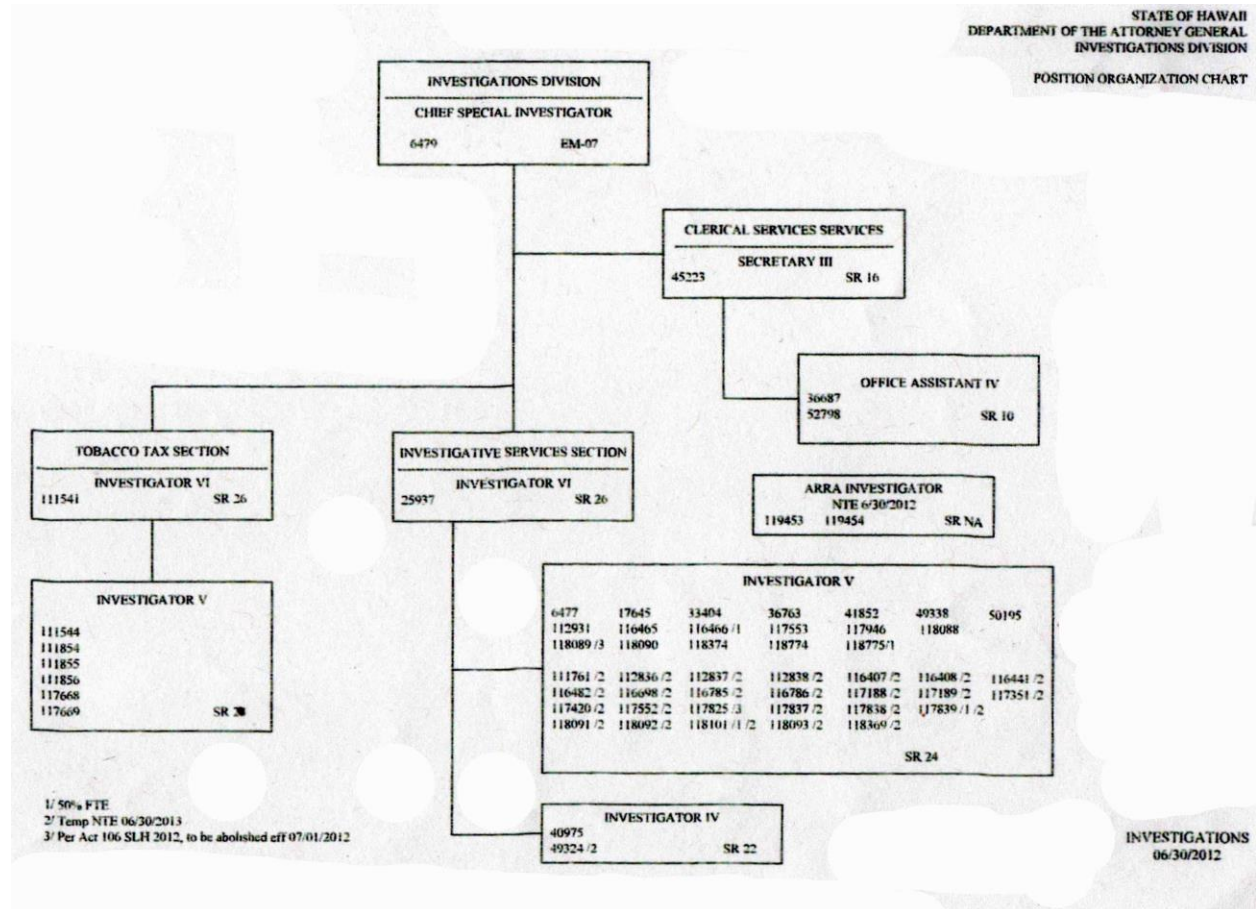 STATE OF HAWAII
DEPARTMENT OF THE ATTORNEY GENERAL
INVESTIGATIONS DIVISION
POSITION ORGANIZATION CHART
INVESTIGATIONS DIVISION
CHIEF SPECIAL INVESTIGATOR
6479 EM-07
CLERICAL SERVICES SERVICES
SECRETARY III
45223 SR 16
OFFICE ASSISTANT IV
36687
52798 SR 10
TOBACCO TAX SECTION
INVESTIGATOR VI
111541 SR 26
INVESTIGATIVE SERVICES SECTION
INVESTIGATOR VI
25937 SR 26
ARRA INVESTIGATOR
NTE 6/30/2012
119453 119454 SR NA
INVESTIGATOR V
111544
111854
111855
111856
117668
117669 SR
INVESTIGATOR V
6477 17645 33404 36763 41852 49338 50195
112931 116465 116466 /1 117553 117946 118088
118089 /3 118090 118374 118774 118775/1
111761 /2 112836 /2 112837 /2 112838 /2 116407 /2 116408 /2 116441 /2
116482 /2 116698 /2 116785 /2 116786 /2 117188 /2 117189 /2 117351 /2
117420 /2 117552 /2 117825 /3 117837 /2 117838 /2 117839 /1 /2
118091 /2 118092 /2 118101 /1 /2 118093 /2 118369 /2
SR 24
INVESTIGATOR IV
40975
49324 /2 SR 22
1/ 50% FTE
2/ Temp NTE 06/30/2013
3/ Per Act 106 SLH 2012, to be abolished eff 07/01/2012
INVESTIGATIONS
06/30/2012